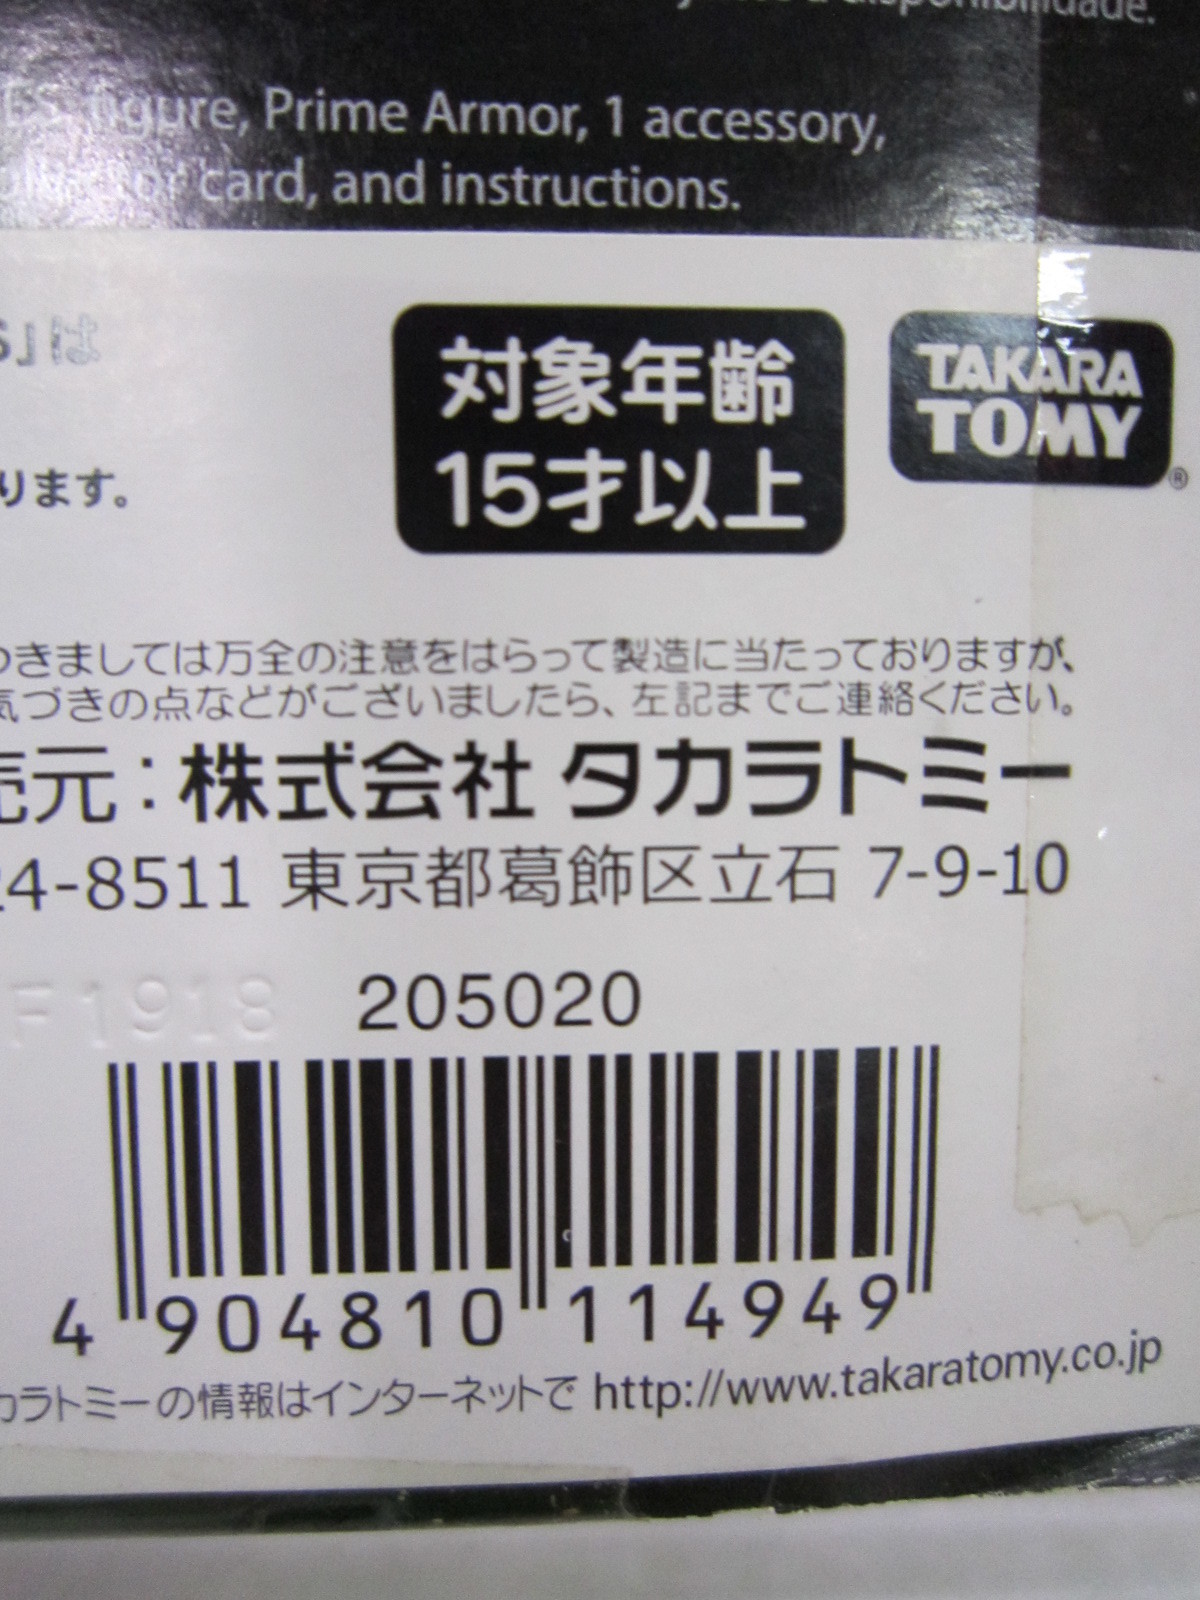 a disponibilidade.
figure, Prime Armor, 1 accessory,
card, and instructions.
」は
対象年齢
15才以上
TAKARA
TOMY
®
ります。
つきましては万全の注意をはらって製造に当たっておりますが、
気づきの点などがございましたら、左記までご連絡ください。
売元:株式会社 タカラトミー
24-8511 東京都葛飾区立石 7-9-10
F1918
205020
4 904810 114949
カラトミーの情報はインターネットで http://www.takaratomy.co.jp